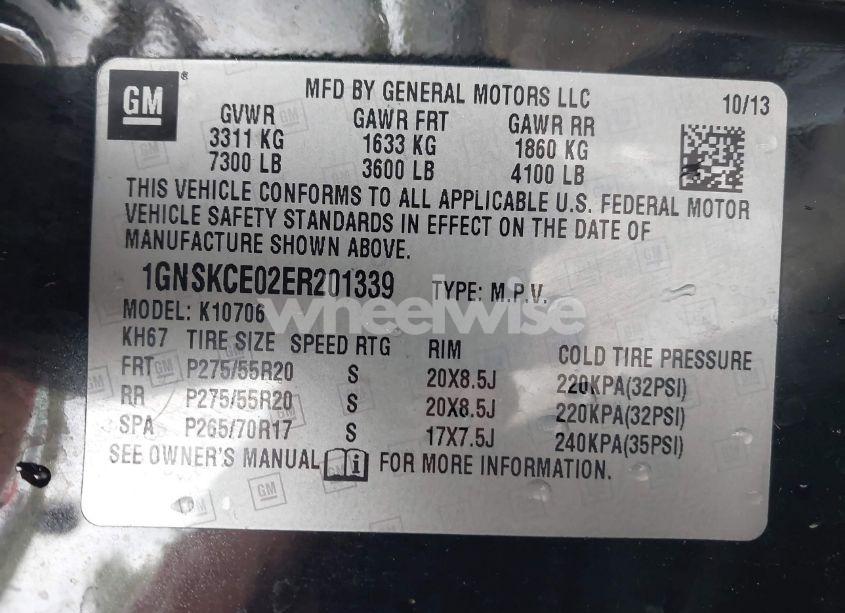 GM ®
MFD BY GENERAL MOTORS LLC 10/13
GVWR GAWR FRT GAWR RR
3311 KG 1633 KG 1860 KG
7300 LB 3600 LB 4100 LB
THIS VEHICLE CONFORMS TO ALL APPLICABLE U.S. FEDERAL MOTOR
VEHICLE SAFETY STANDARDS IN EFFECT ON THE DATE OF
MANUFACTURE SHOWN ABOVE.
1GNSKCE02ER201339 TYPE: M.P.V.
MODEL: K10706
wheelwise
KH67 TIRE SIZE SPEED RTG RIM COLD TIRE PRESSURE
FRT P275/55R20 S 20X8.5J 220KPA(32PSI)
RR P275/55R20 S 20X8.5J 220KPA(32PSI)
SPA P265/70R17 S 17X7.5J 240KPA(35PSI)
SEE OWNER'S MANUAL i FOR MORE INFORMATION.